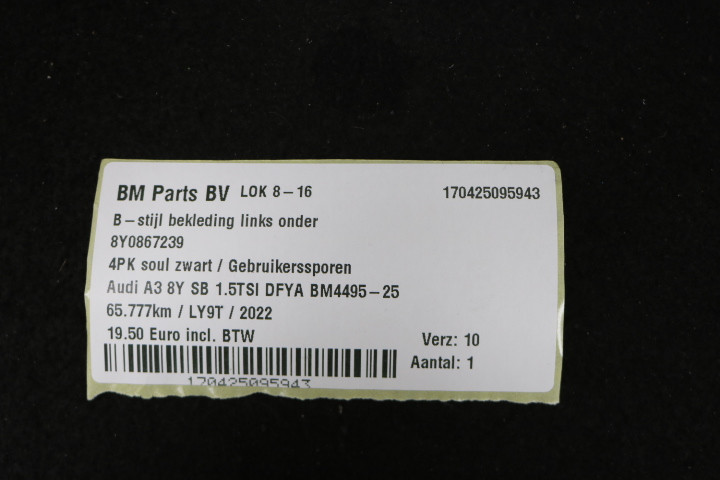 BM Parts BV LOK 8-16 170425095943
B-stijl bekleding links onder
8Y0867239
4PK soul zwart / Gebruikerssporen
Audi A3 8Y SB 1.5TSI DFYA BM4495-25
65.777km / LY9T / 2022
19.50 Euro incl. BTW Verz: 10
Aantal: 1
170425095943